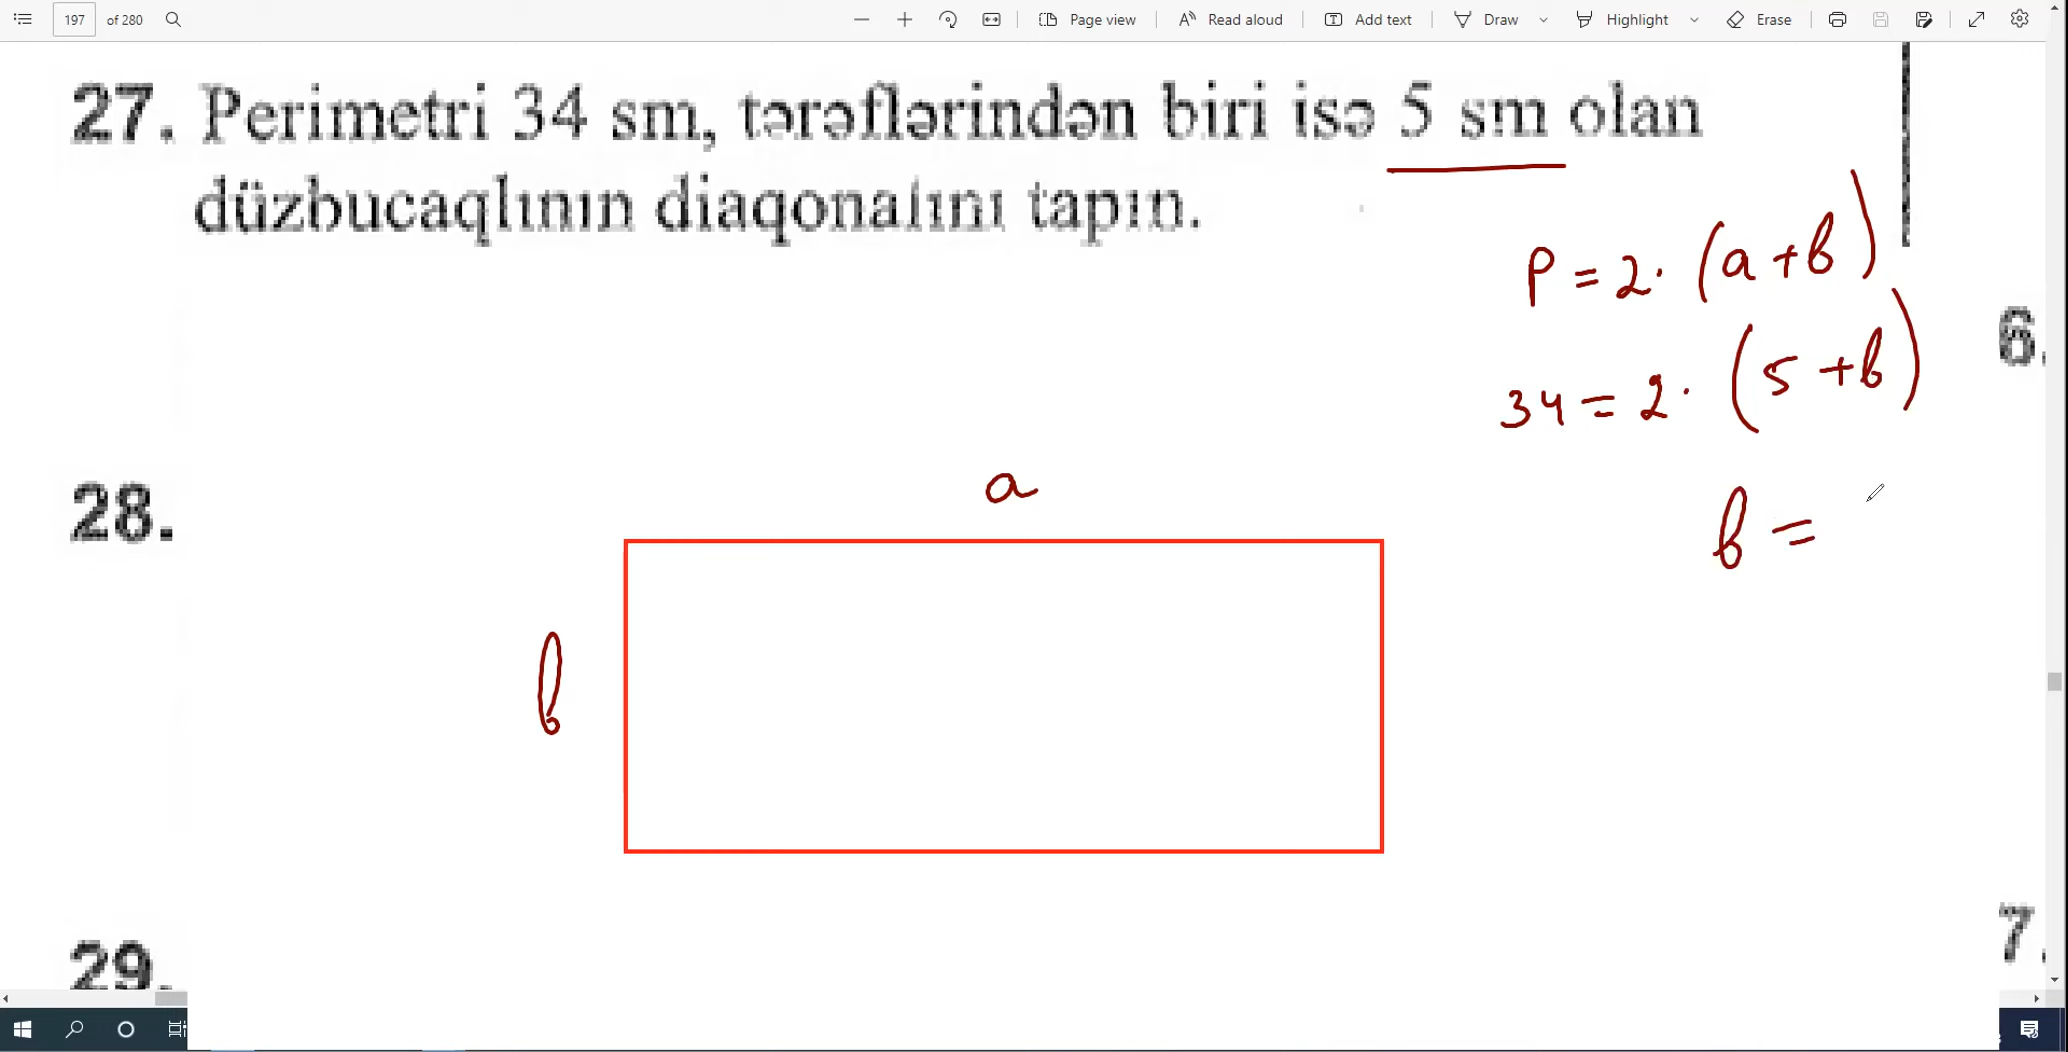 197 of 280 Page view Read aloud Add text Draw Highlight Erase
27. Perimetri 34 sm, tərəflərindən biri isə 5 sm olan
düzbucaqlının diaqonalını tapın.
P = 2 · (a + b)
6.
34 = 2 · (5 + b)
28.
a
b =
b
29.
7.